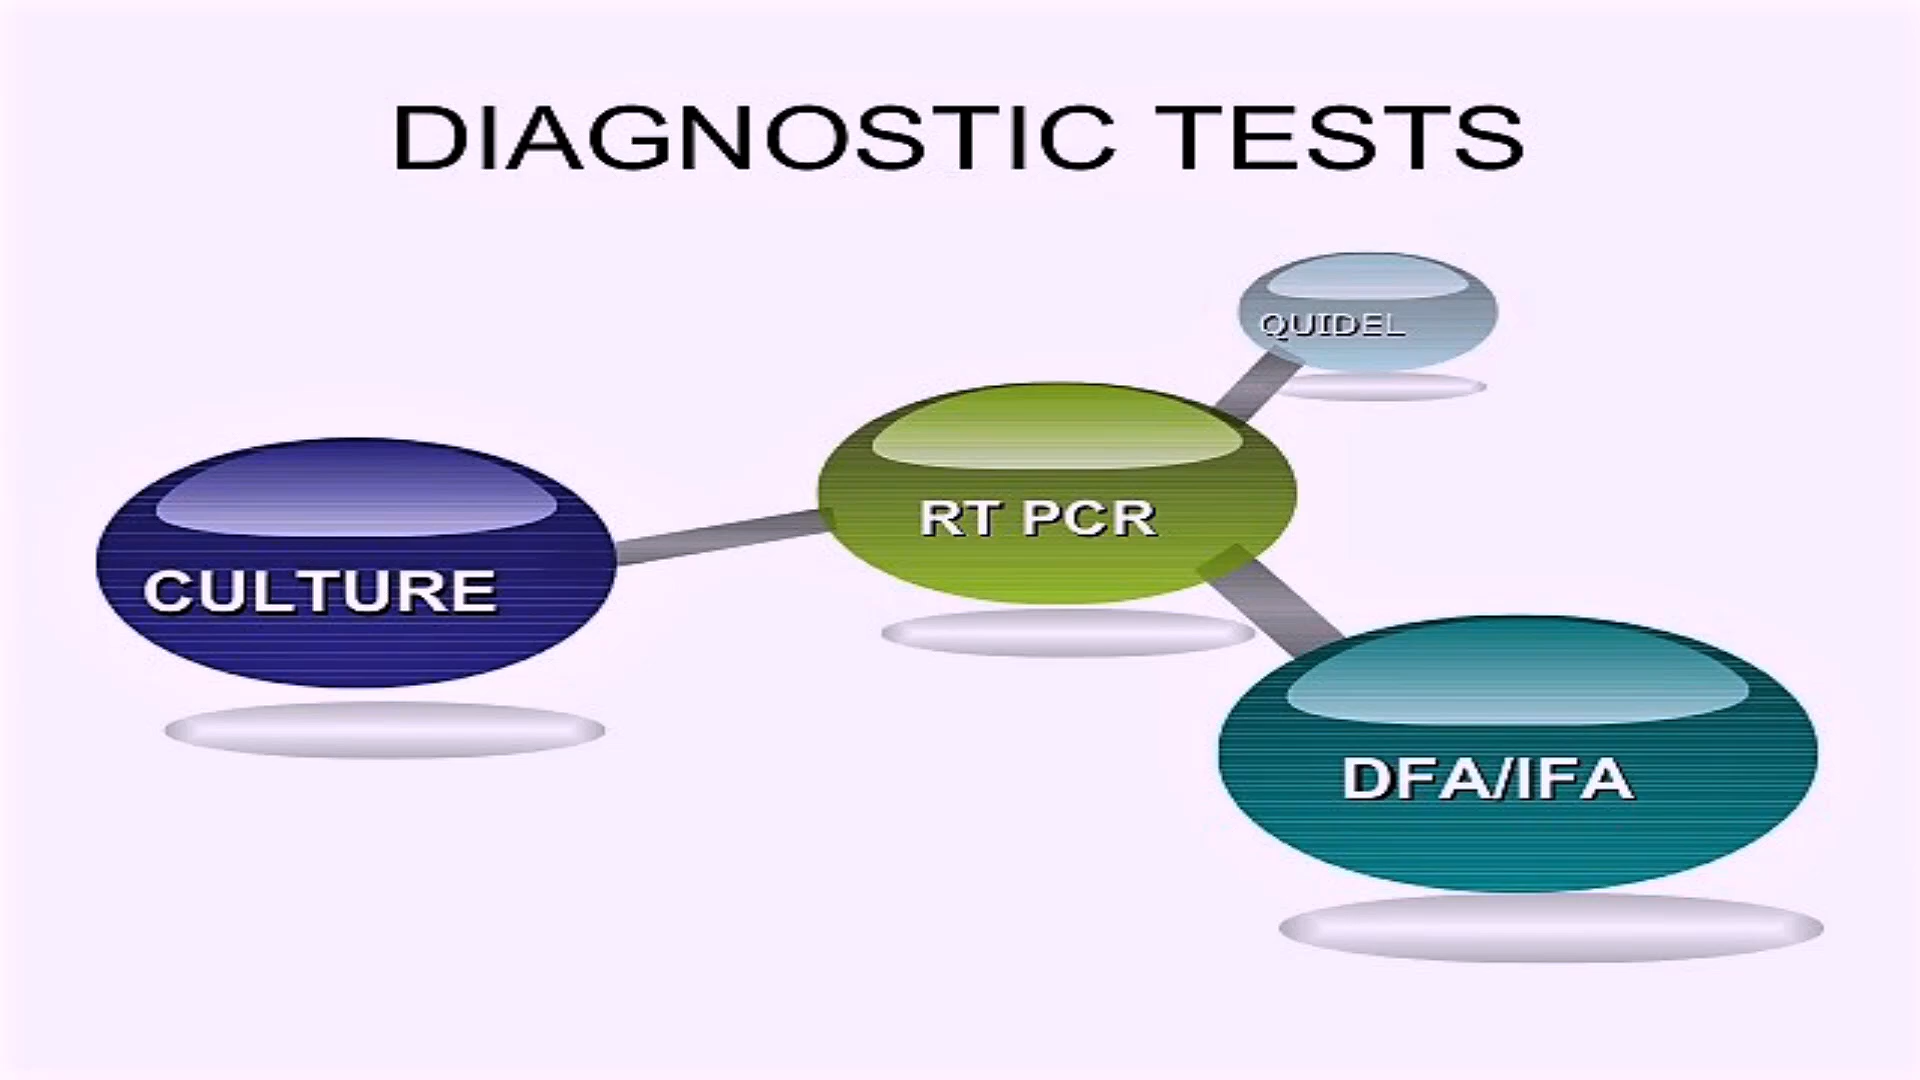 DIAGNOSTIC TESTS
QUIDEL
RT PCR
CULTURE
DFA/IFA